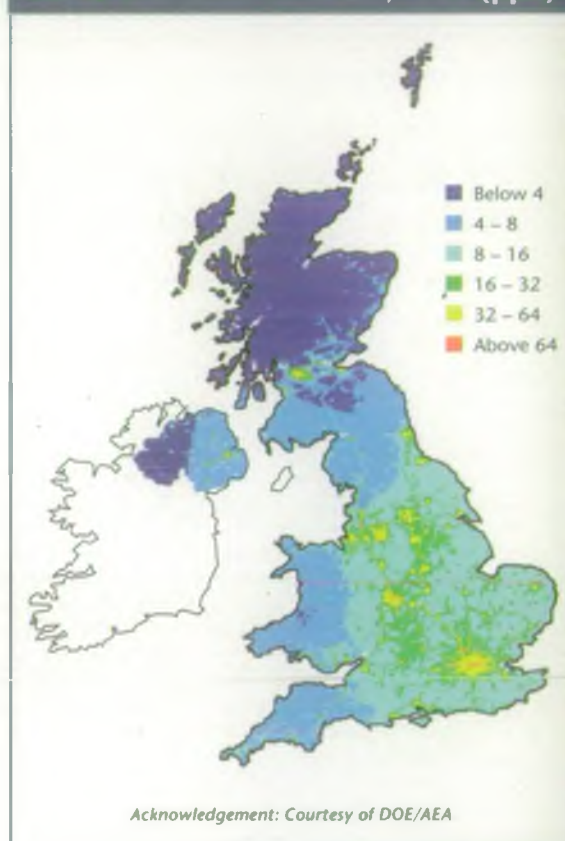 Below 4
4 – 8
8 – 16
16 – 32
32 – 64
Above 64
Acknowledgement: Courtesy of DOE/AEA